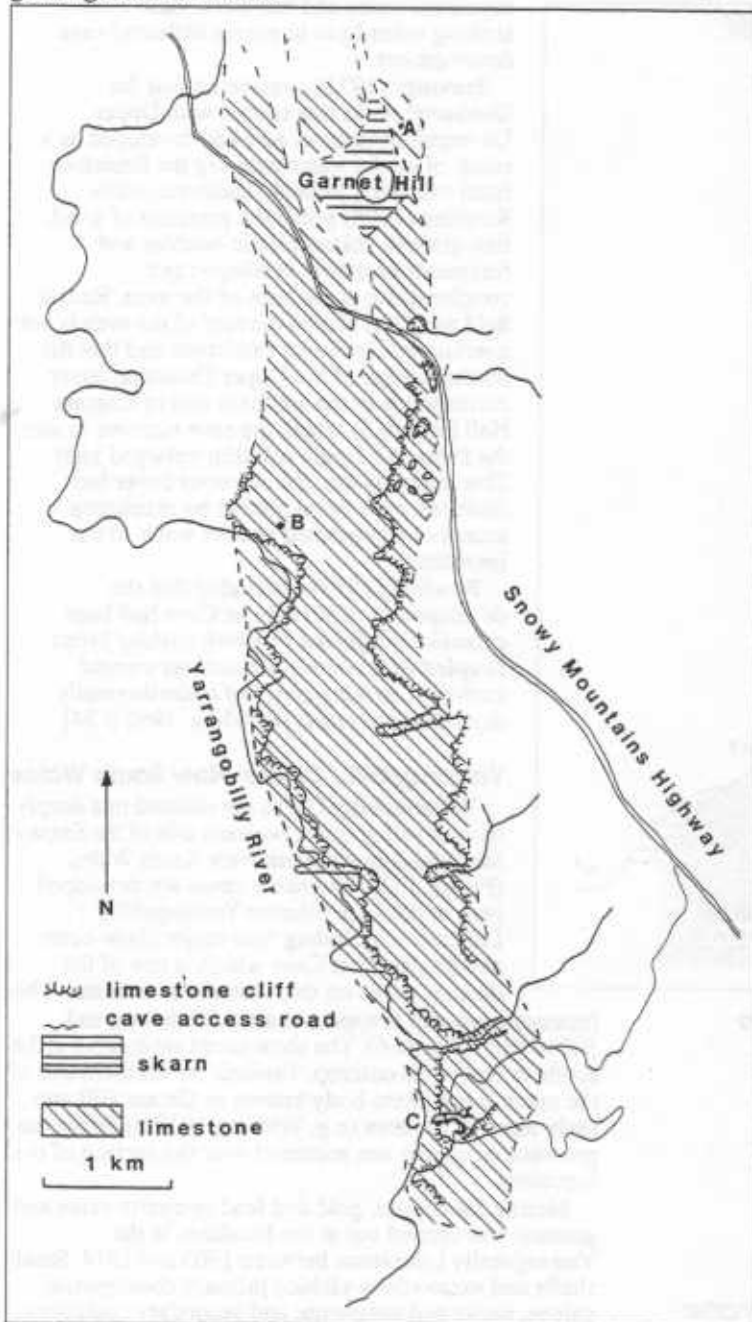 A
Garnet Hill
B
Snowy Mountains Highway
Yarrangobilly River
N
limestone cliff
cave access road
skarn
limestone
1 km
C